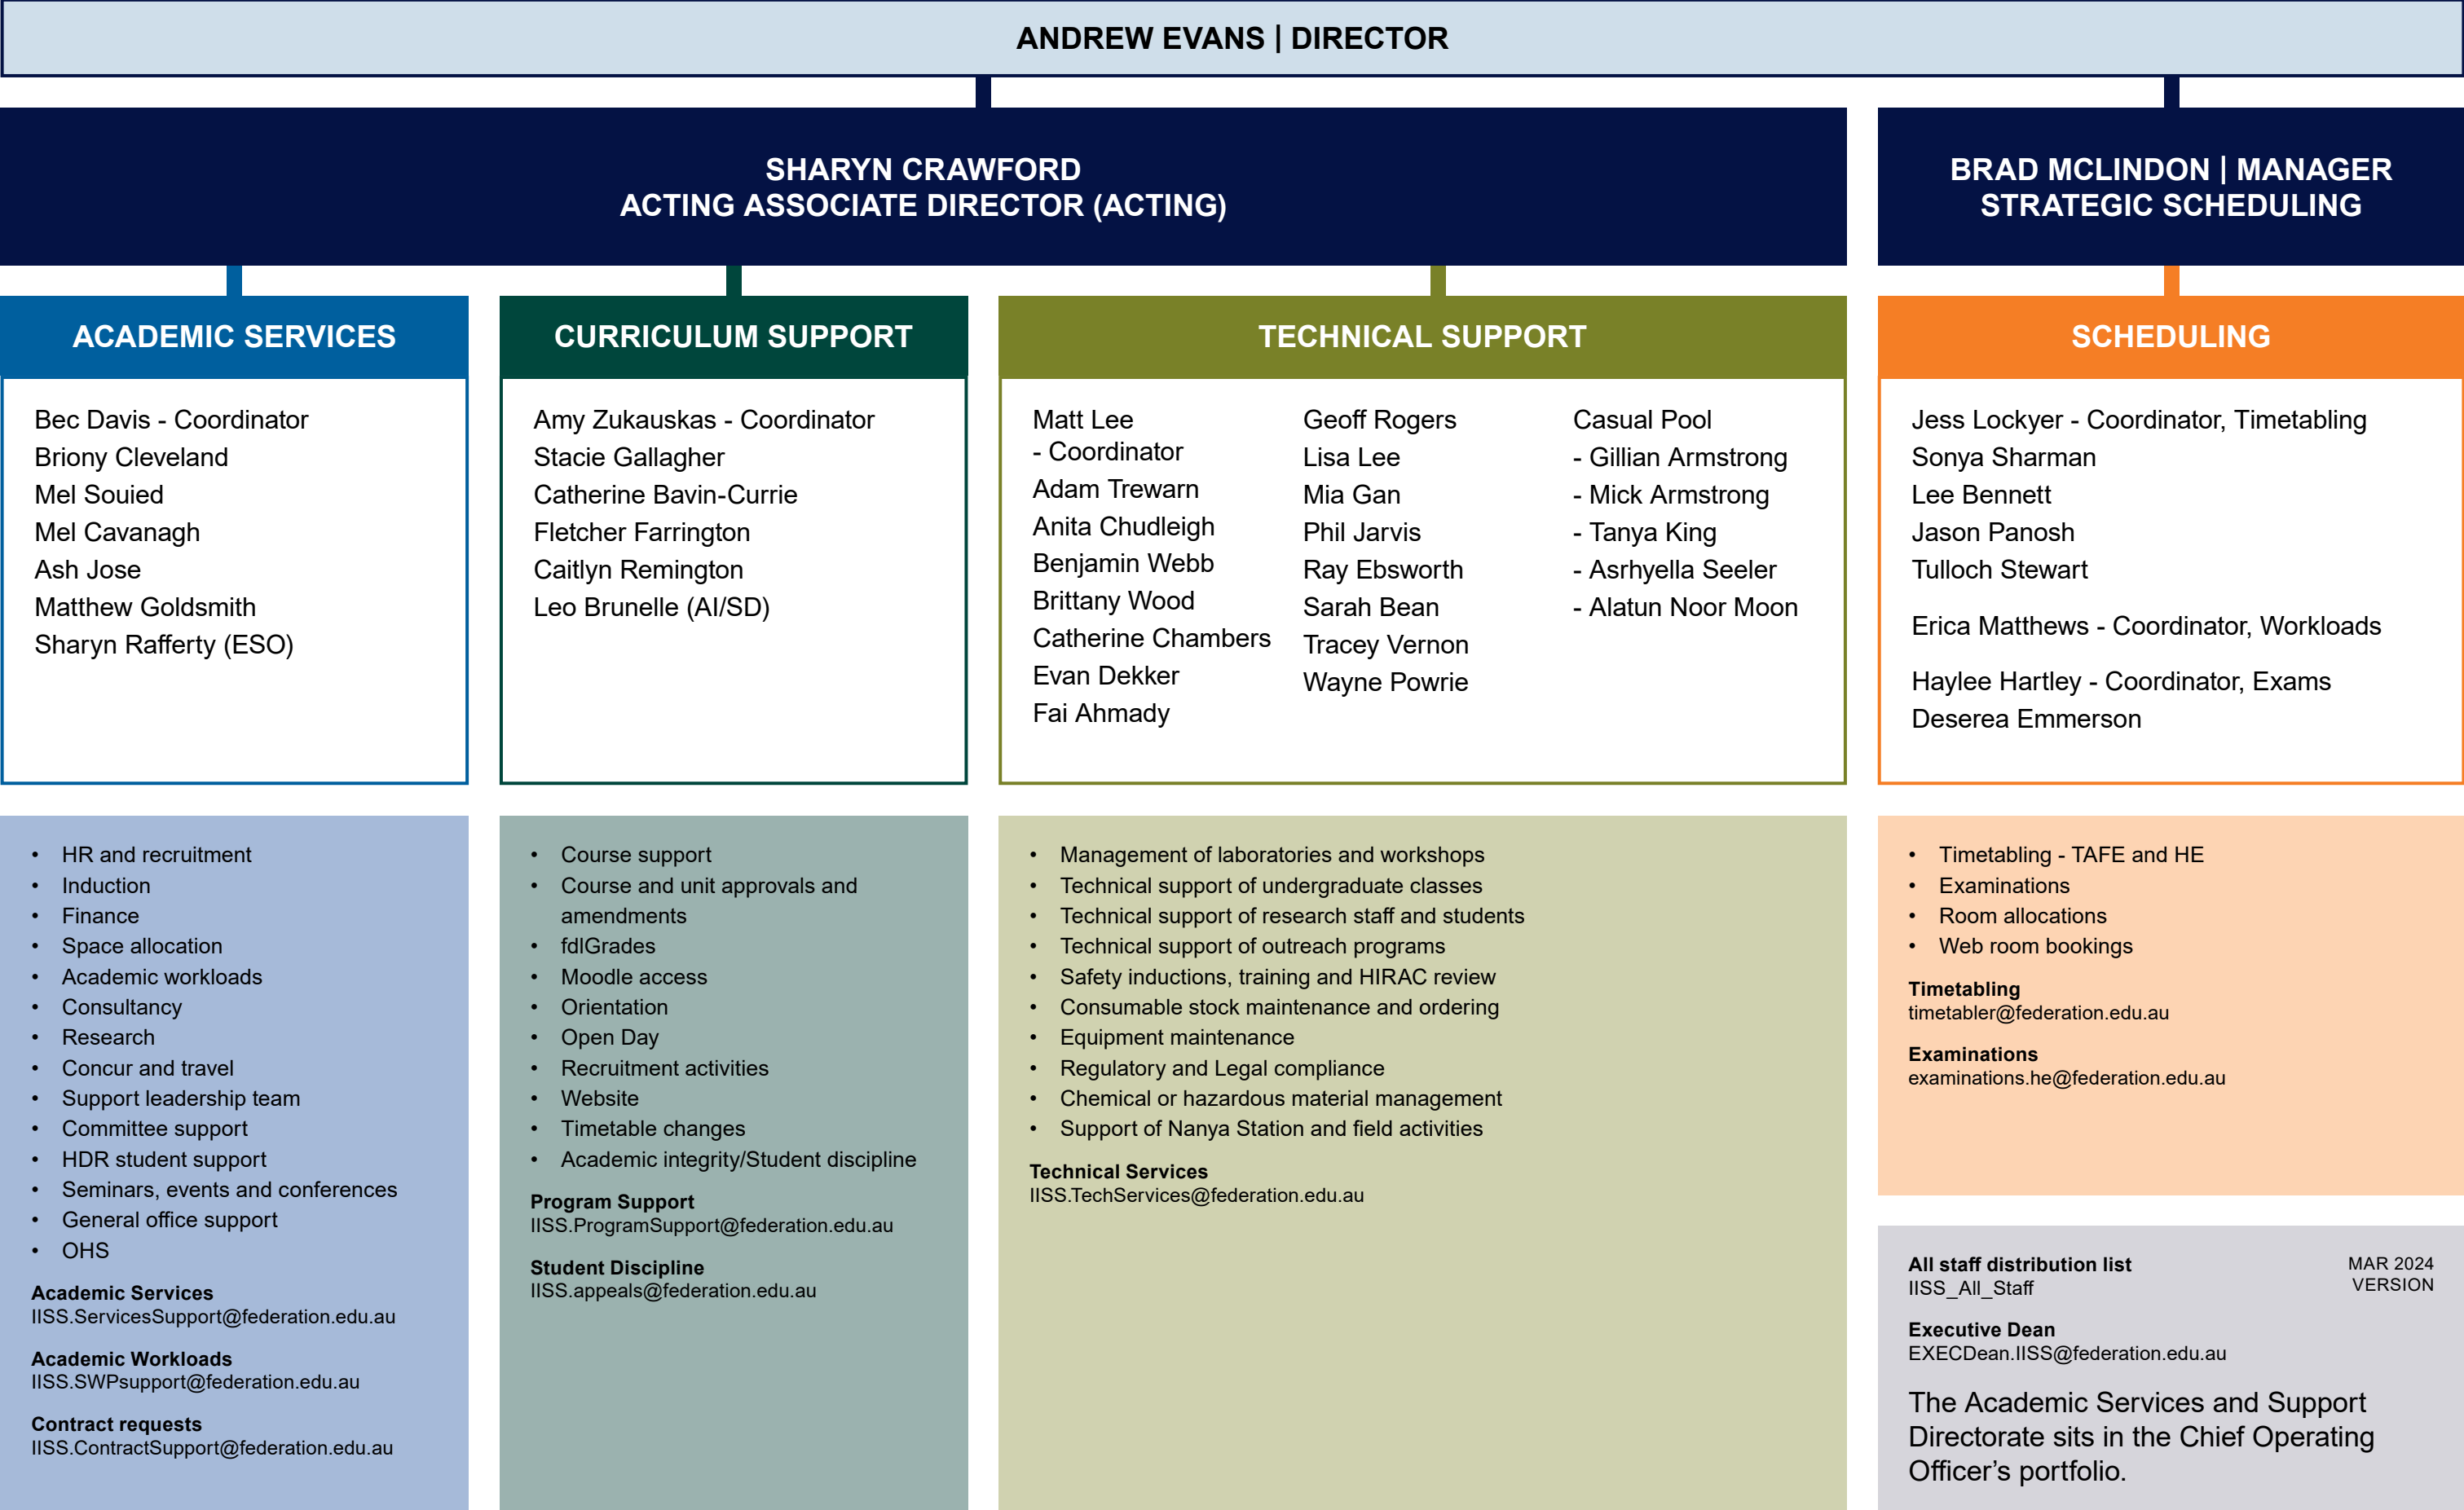 ANDREW EVANS | DIRECTOR
SHARYN CRAWFORD
ACTING ASSOCIATE DIRECTOR (ACTING)
BRAD MCLINDON | MANAGER
STRATEGIC SCHEDULING
ACADEMIC SERVICES
Bec Davis - Coordinator
Briony Cleveland
Mel Souied
Mel Cavanagh
Ash Jose
Matthew Goldsmith
Sharyn Rafferty (ESO)
• HR and recruitment
• Induction
• Finance
• Space allocation
• Academic workloads
• Consultancy
• Research
• Concur and travel
• Support leadership team
• Committee support
• HDR student support
• Seminars, events and conferences
• General office support
• OHS
Academic Services
IISS.ServicesSupport@federation.edu.au
Academic Workloads
IISS.SWPsupport@federation.edu.au
Contract requests
IISS.ContractSupport@federation.edu.au
CURRICULUM SUPPORT
Amy Zukauskas - Coordinator
Stacie Gallagher
Catherine Bavin-Currie
Fletcher Farrington
Caitlyn Remington
Leo Brunelle (AI/SD)
• Course support
• Course and unit approvals and
amendments
• fdlGrades
• Moodle access
• Orientation
• Open Day
• Recruitment activities
• Website
• Timetable changes
• Academic integrity/Student discipline
Program Support
IISS.ProgramSupport@federation.edu.au
Student Discipline
IISS.appeals@federation.edu.au
TECHNICAL SUPPORT
Matt Lee
- Coordinator
Adam Trewarn
Anita Chudleigh
Benjamin Webb
Brittany Wood
Catherine Chambers
Evan Dekker
Fai Ahmady
Geoff Rogers
Lisa Lee
Mia Gan
Phil Jarvis
Ray Ebsworth
Sarah Bean
Tracey Vernon
Wayne Powrie
Casual Pool
- Gillian Armstrong
- Mick Armstrong
- Tanya King
- Asrhyella Seeler
- Alatun Noor Moon
• Management of laboratories and workshops
• Technical support of undergraduate classes
• Technical support of research staff and students
• Technical support of outreach programs
• Safety inductions, training and HIRAC review
• Consumable stock maintenance and ordering
• Equipment maintenance
• Regulatory and Legal compliance
• Chemical or hazardous material management
• Support of Nanya Station and field activities
Technical Services
IISS.TechServices@federation.edu.au
SCHEDULING
Jess Lockyer - Coordinator, Timetabling
Sonya Sharman
Lee Bennett
Jason Panosh
Tulloch Stewart
Erica Matthews - Coordinator, Workloads
Haylee Hartley - Coordinator, Exams
Deserea Emmerson
• Timetabling - TAFE and HE
• Examinations
• Room allocations
• Web room bookings
Timetabling
timetabler@federation.edu.au
Examinations
examinations.he@federation.edu.au
All staff distribution list
IISS_All_Staff
MAR 2024
VERSION
Executive Dean
EXECDean.IISS@federation.edu.au
The Academic Services and Support
Directorate sits in the Chief Operating
Officer’s portfolio.